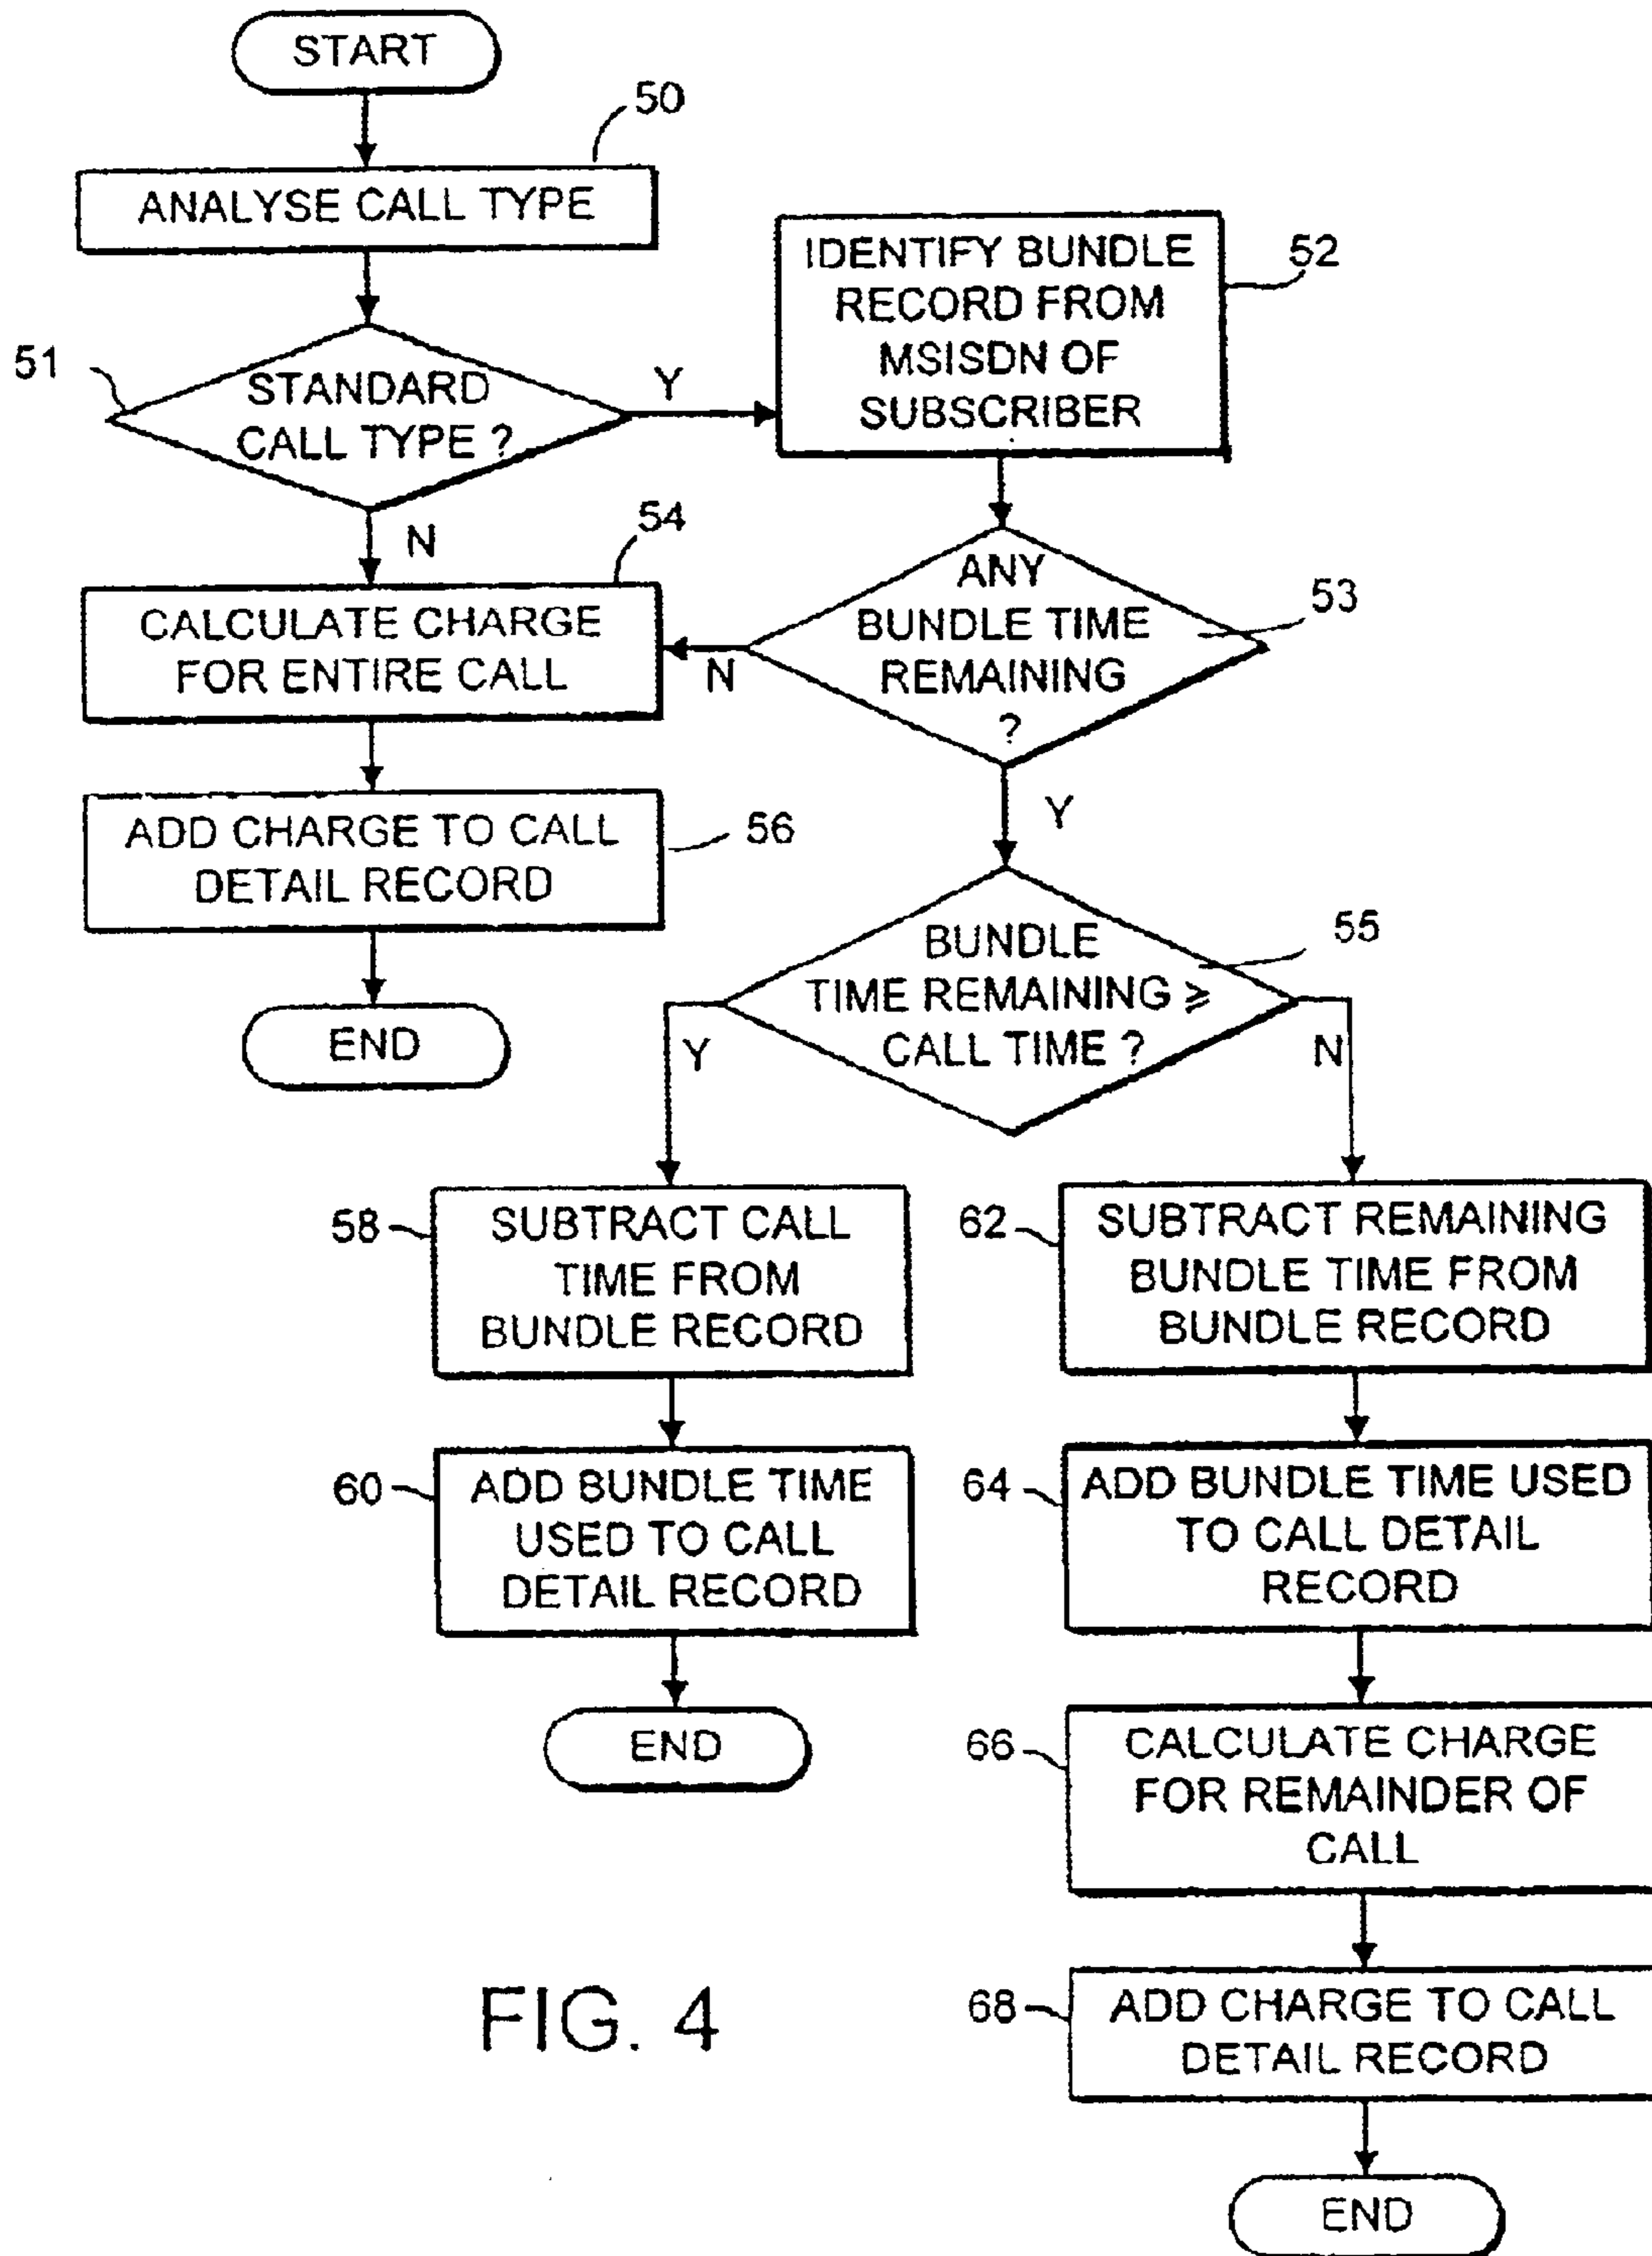 START
50
ANALYSE CALL TYPE
IDENTIFY BUNDLE
RECORD FROM
MSISDN OF
SUBSCRIBER
52
51
STANDARD
CALL TYPE ?
Y
N
54
CALCULATE CHARGE
FOR ENTIRE CALL
ANY
BUNDLE TIME
REMAINING
?
53
N
Y
ADD CHARGE TO CALL
DETAIL RECORD
56
END
BUNDLE
TIME REMAINING ⩾
CALL TIME ?
55
Y
N
58
SUBTRACT CALL
TIME FROM
BUNDLE RECORD
62
SUBTRACT REMAINING
BUNDLE TIME FROM
BUNDLE RECORD
60
ADD BUNDLE TIME
USED TO CALL
DETAIL RECORD
64
ADD BUNDLE TIME USED
TO CALL DETAIL
RECORD
END
66
CALCULATE CHARGE
FOR REMAINDER OF
CALL
68
ADD CHARGE TO CALL
DETAIL RECORD
END
FIG. 4